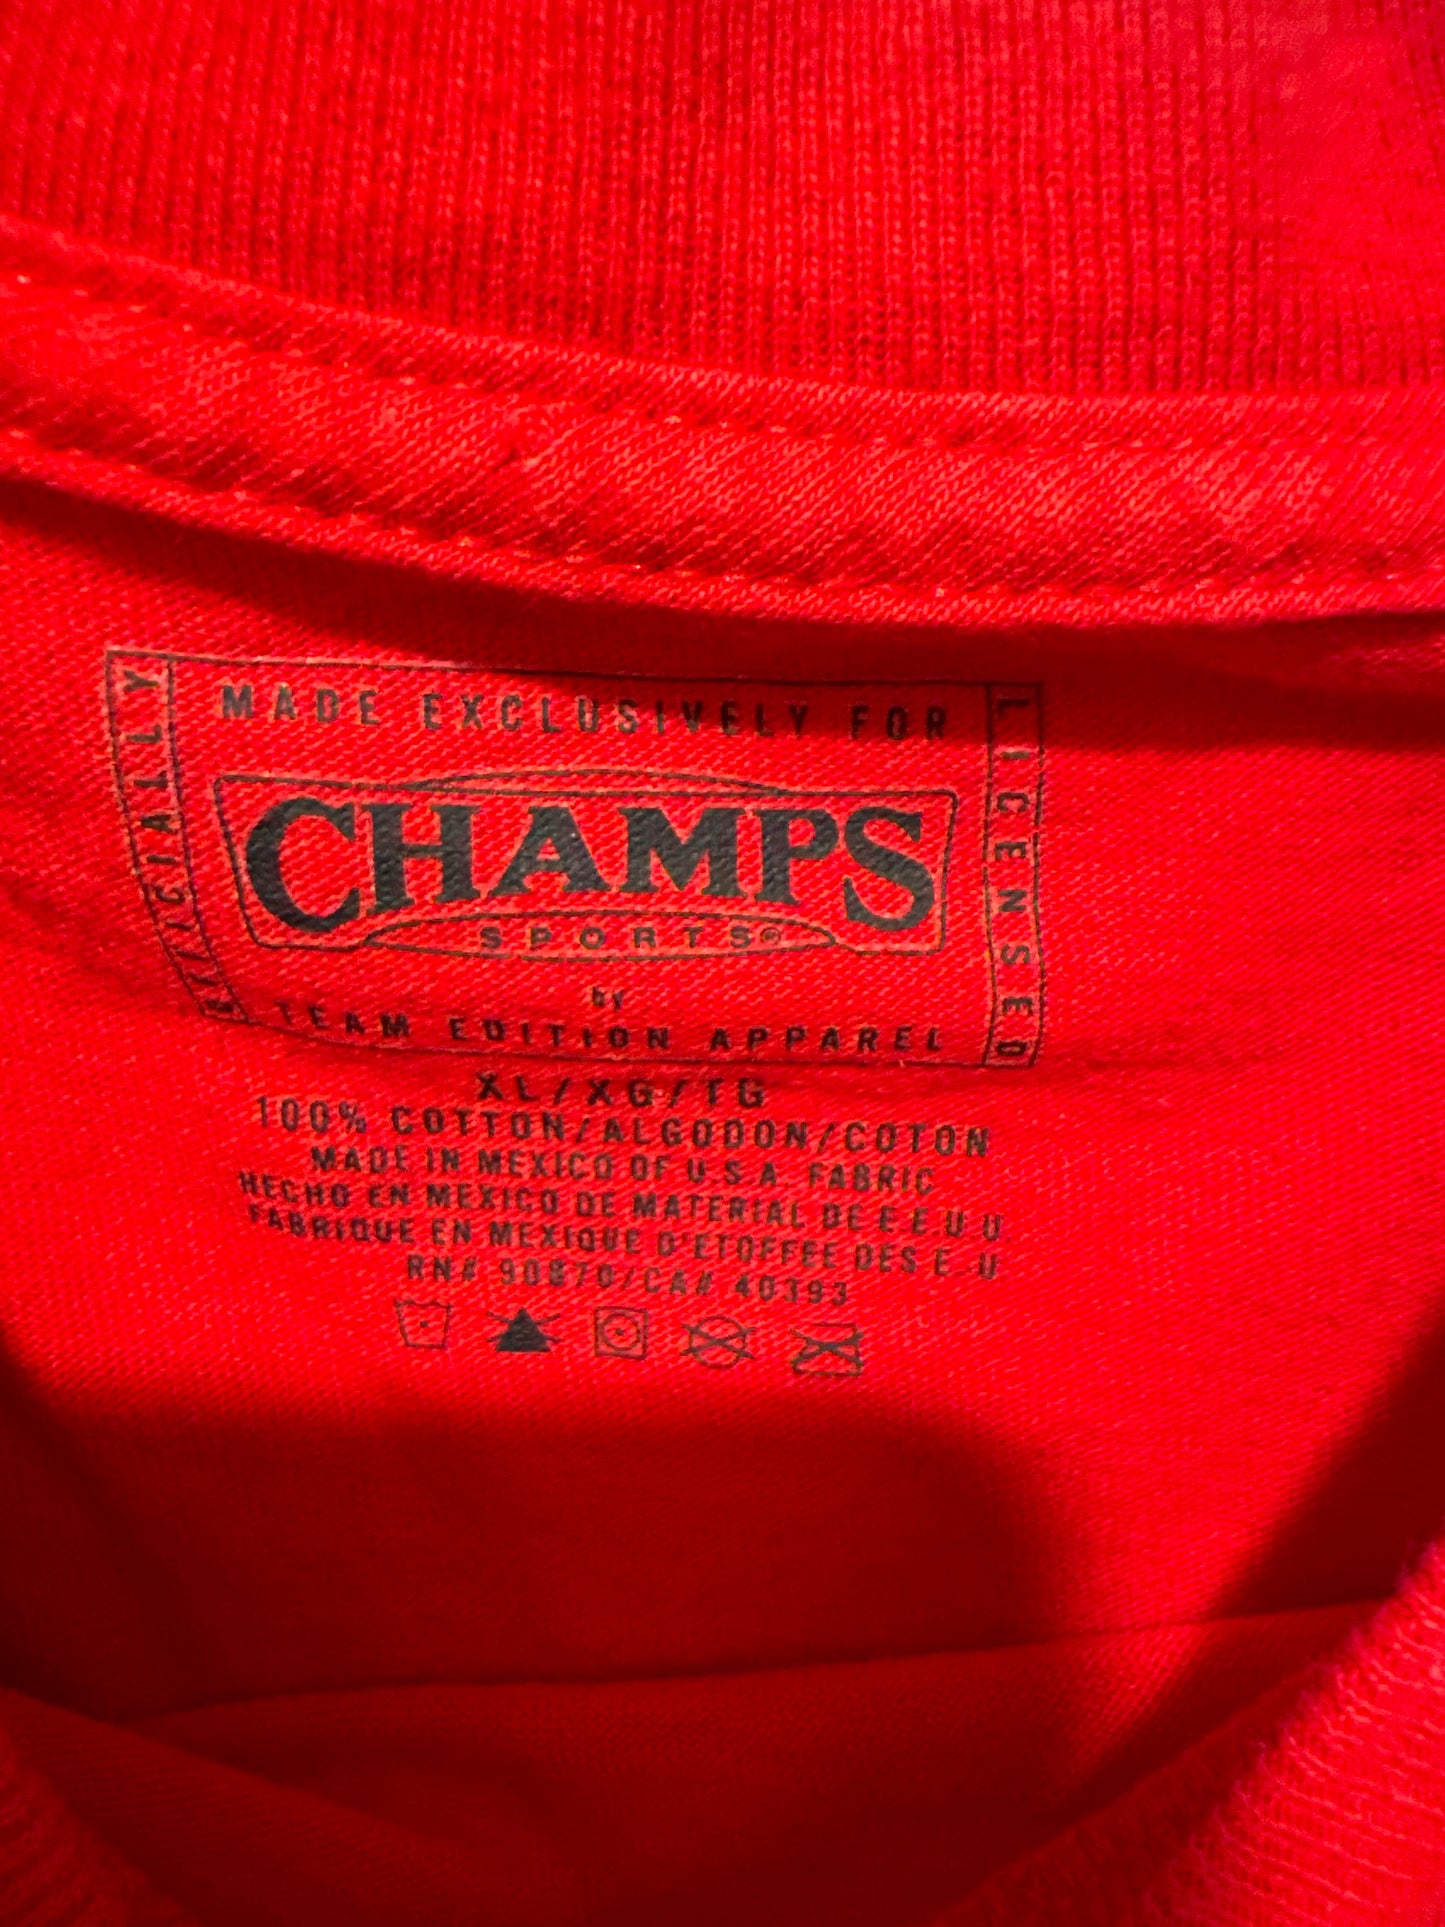 MADE EXCLUSIVELY FOR
OFFICIALLY
LICENSED
CHAMPS
SPORTS®
by
TEAM EDITION APPAREL
XL/XG/TG
100% COTTON/ALGODON/COTON
MADE IN MEXICO OF U.S.A. FABRIC
HECHO EN MEXICO DE MATERIAL DE E.E.U.U.
FABRIQUE EN MEXIQUE D'ETOFFEE DES E.-U
RN# 90870/CA# 40393